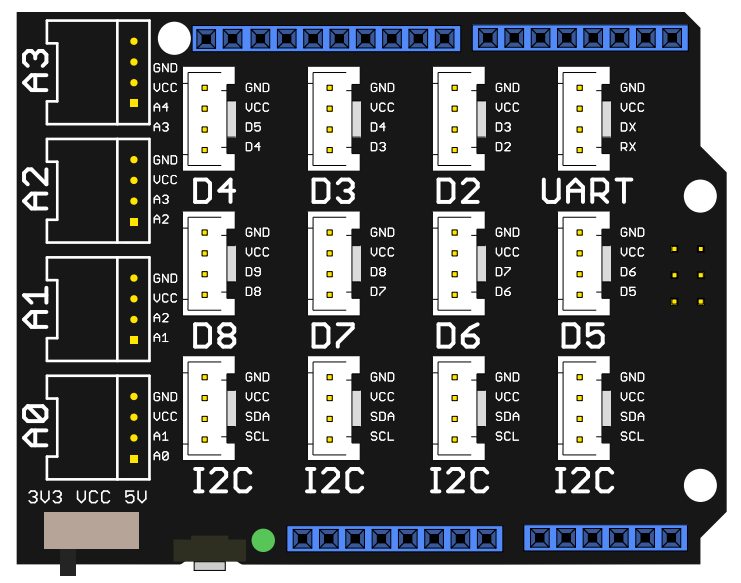 A3
GND
VCC
A4
A3
A2
GND
VCC
A3
A2
A1
GND
VCC
A2
A1
A0
GND
VCC
A1
A0
3V3 VCC 5V
GND GND GND GND
VCC VCC VCC VCC
D5 D4 D3 DX
D4 D3 D2 RX
D4 D3 D2 UART
GND GND GND GND
VCC VCC VCC VCC
D9 D8 D7 D6
D8 D7 D6 D5
D8 D7 D6 D5
GND GND GND GND
VCC VCC VCC VCC
SDA SDA SDA SDA
SCL SCL SCL SCL
I2C I2C I2C I2C